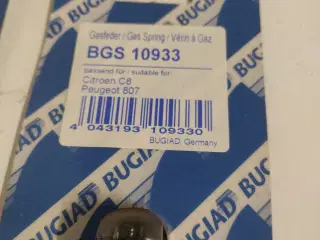 Gasfeder / Gas Spring / Vérin à Gaz
BGS 10933
passend für / suitable for:
Citroen C8
Peugeot 807
4 043193 109330
BUGIAD Germany
BUGIAD
BUGIAD
BUGIAD
BUGIAD